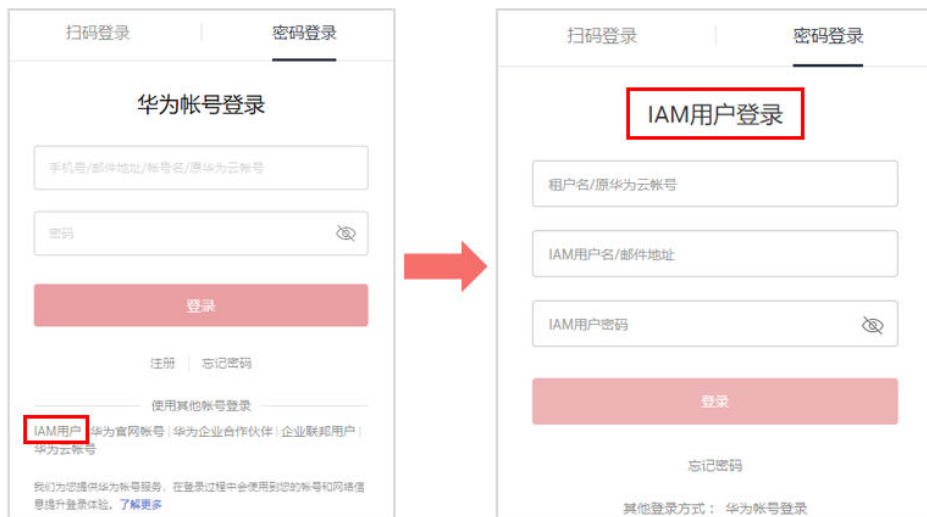 扫码登录
密码登录
华为帐号登录
手机号/邮件地址/帐号名/原华为云帐号
密码
登录
注册 | 忘记密码
使用其他帐号登录
IAM用户 | 华为官网帐号 | 华为企业合作伙伴 | 企业联邦用户 |
华为云帐号
我们为您提供华为帐号服务，在登录过程中会使用到您的帐号和网络信
息提升登录体验。了解更多
扫码登录
密码登录
IAM用户登录
租户名/原华为云帐号
IAM用户名/邮件地址
IAM用户密码
登录
忘记密码
其他登录方式： 华为帐号登录